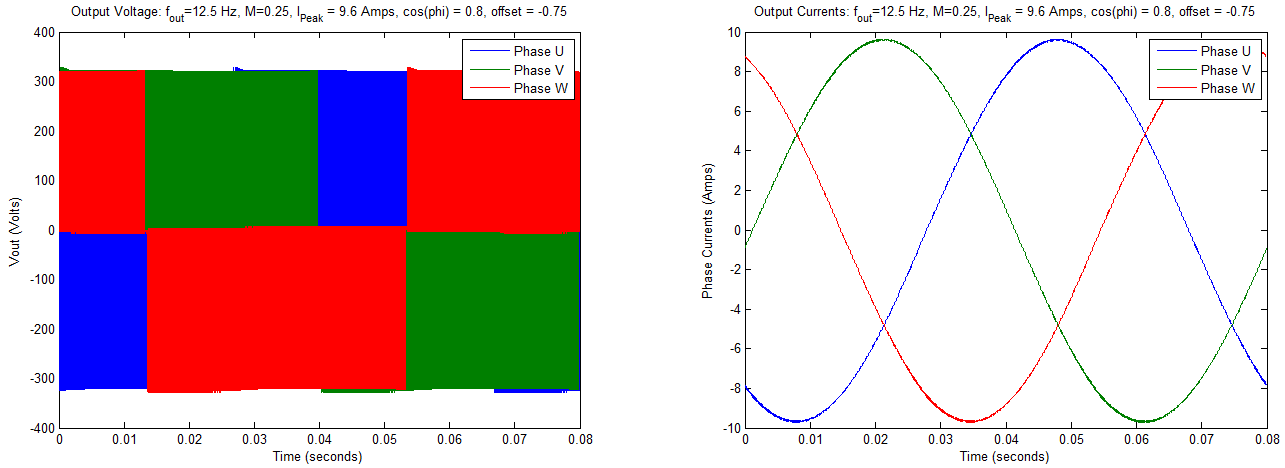 Output Voltage: fout=12.5 Hz, M=0.25, IPeak = 9.6 Amps, cos(phi) = 0.8, offset = -0.75
400
300
200
100
0
-100
-200
-300
-400
Vout (Volts)
Phase U
Phase V
Phase W
0 0.01 0.02 0.03 0.04 0.05 0.06 0.07 0.08
Time (seconds)
Output Currents: fout=12.5 Hz, M=0.25, IPeak = 9.6 Amps, cos(phi) = 0.8, offset = -0.75
10
8
6
4
2
0
-2
-4
-6
-8
-10
Phase Currents (Amps)
Phase U
Phase V
Phase W
0 0.01 0.02 0.03 0.04 0.05 0.06 0.07 0.08
Time (seconds)